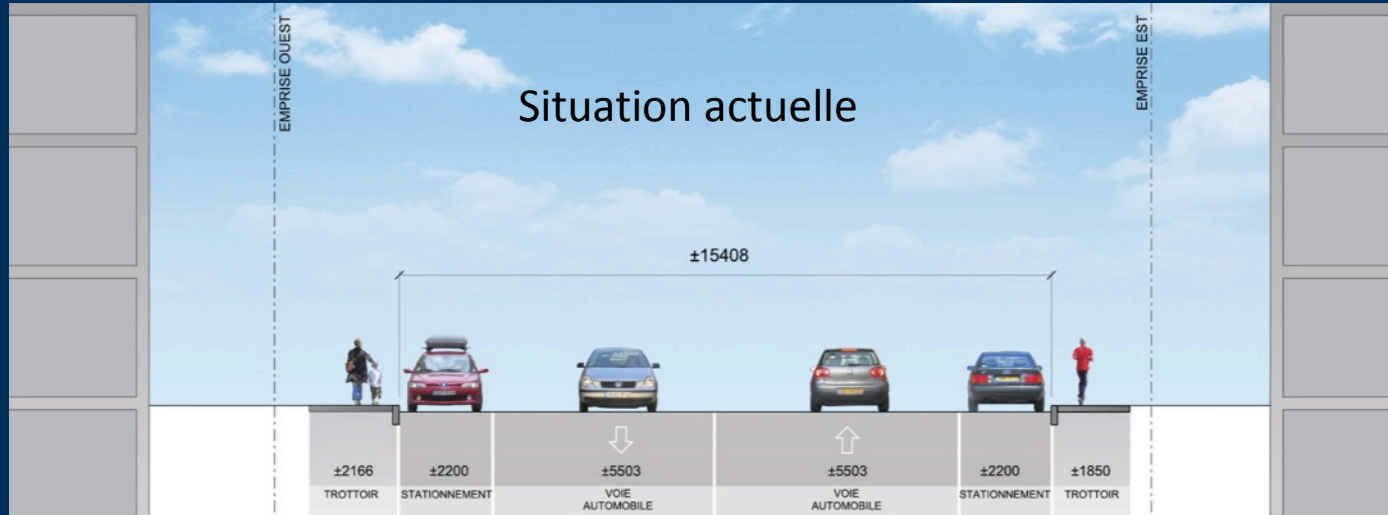 EMPRISE OUEST
EMPRISE EST
Situation actuelle
±15408
±2166
±2200
±5503
±5503
±2200
±1850
TROTTOIR
STATIONNEMENT
VOIE
AUTOMOBILE
VOIE
AUTOMOBILE
STATIONNEMENT
TROTTOIR